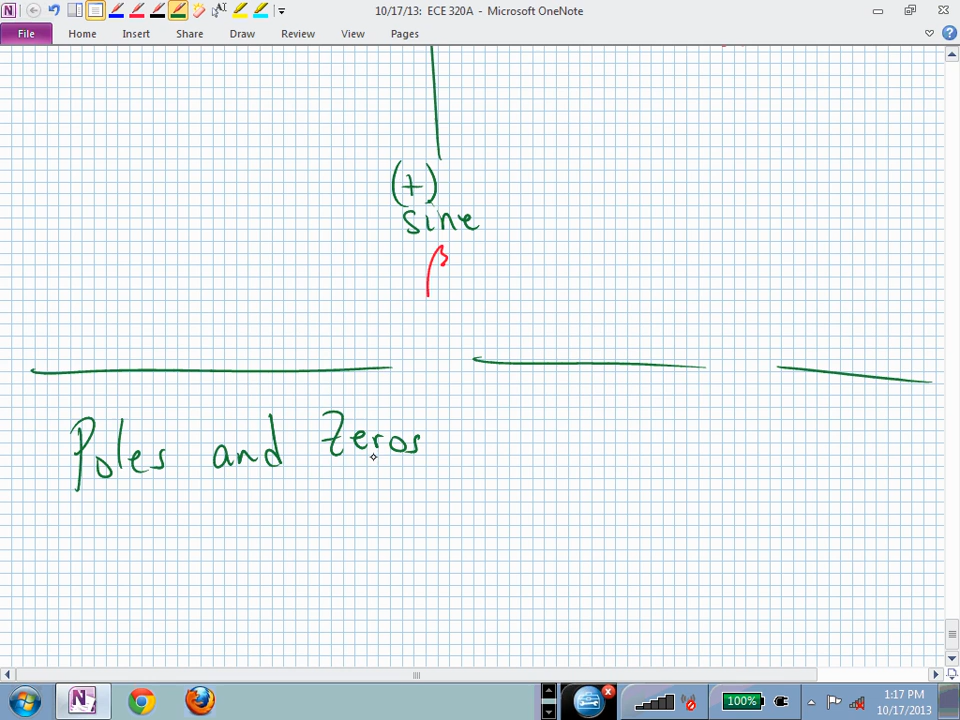 10/17/13: ECE 320A - Microsoft OneNote
File Home Insert Share Draw Review View Pages
(+)
sine
β
Poles and Zeros
100%
1:17 PM
10/17/2013